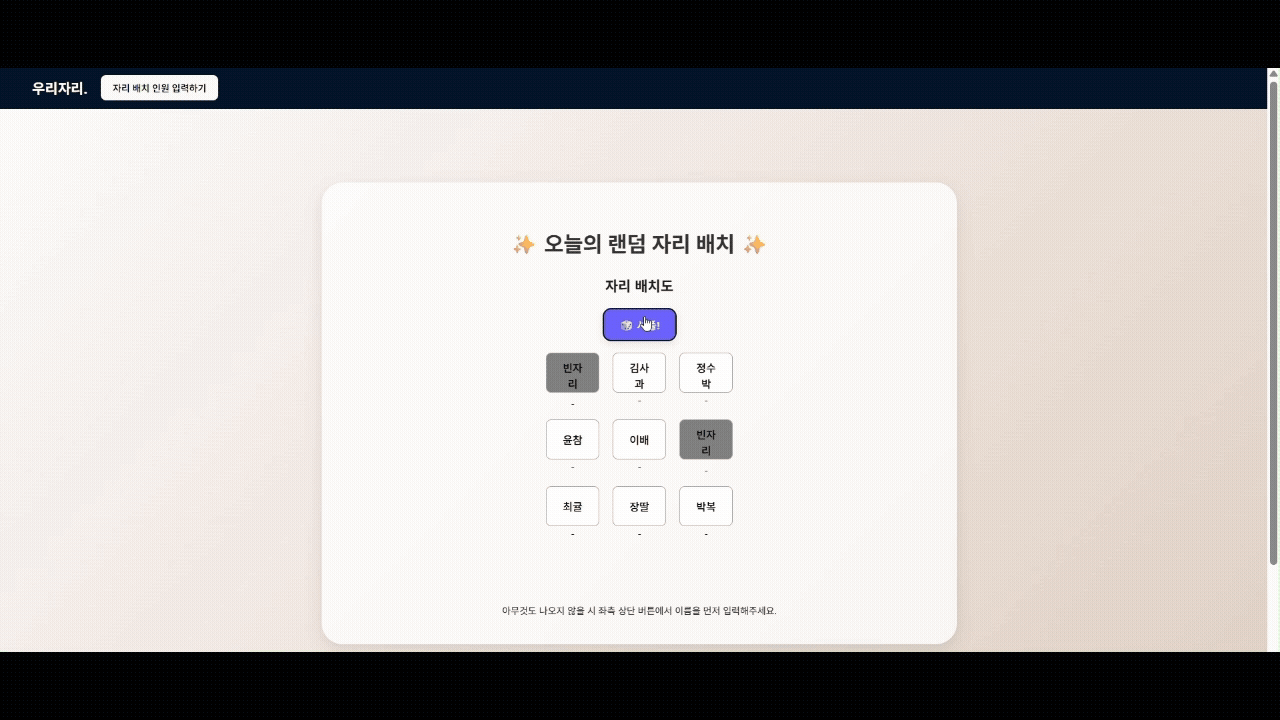 우리자리.
자리 배치 인원 입력하기
✨ 오늘의 랜덤 자리 배치 ✨
자리 배치도
빈자
리
김사
과
정수
박
-
-
-
윤참
이배
빈자
리
-
-
-
최귤
장딸
박복
-
-
-
아무것도 나오지 않을 시 좌측 상단 버튼에서 이름을 먼저 입력해주세요.